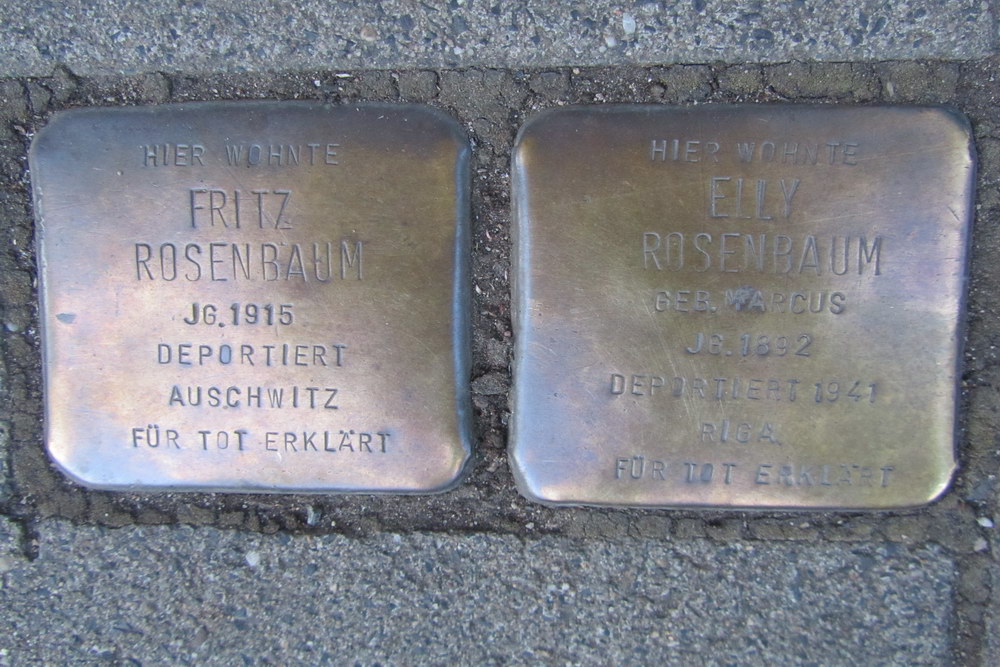 HIER WOHNTE
FRITZ
ROSENBAUM
JG. 1915
DEPORTIERT
AUSCHWITZ
FÜR TOT ERKLÄRT
HIER WOHNTE
ELLY
ROSENBAUM
GEB. MARCUS
JG. 1892
DEPORTIERT 1941
RIGA
FÜR TOT ERKLÄRT